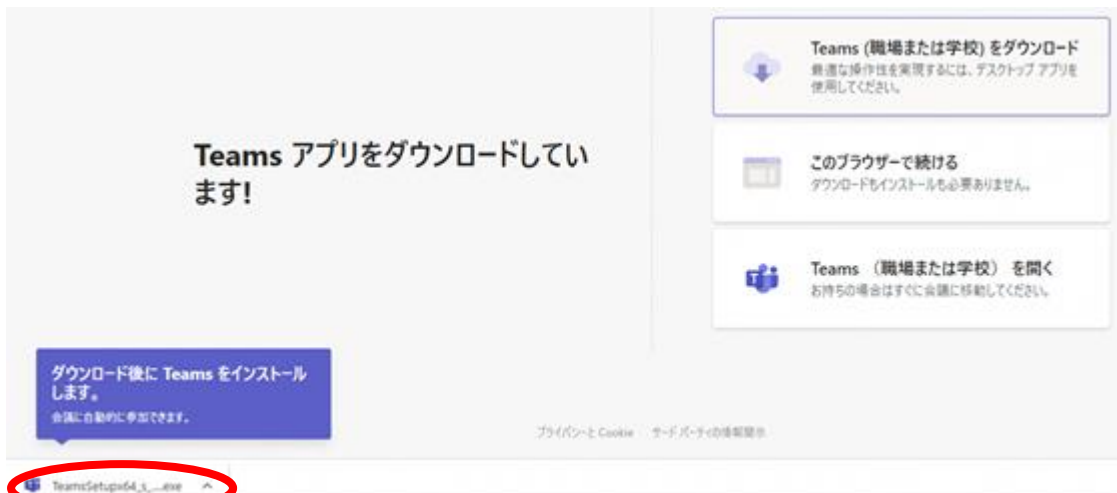 Teams (職場または学校) をダウンロード
最適な操作性を実現するには、デスクトップ アプリを
使用してください。
Teams アプリをダウンロードしてい
ます!
このブラウザーで続ける
ダウンロードもインストールも必要ありません。
Teams （職場または学校） を開く
お持ちの場合はすぐに会議に移動してください。
ダウンロード後に Teams をインストール
します。
会議に自動的に参加できます。
プライバシーと Cookie サード パーティの情報開示
TeamsSetupx64_s_....exe